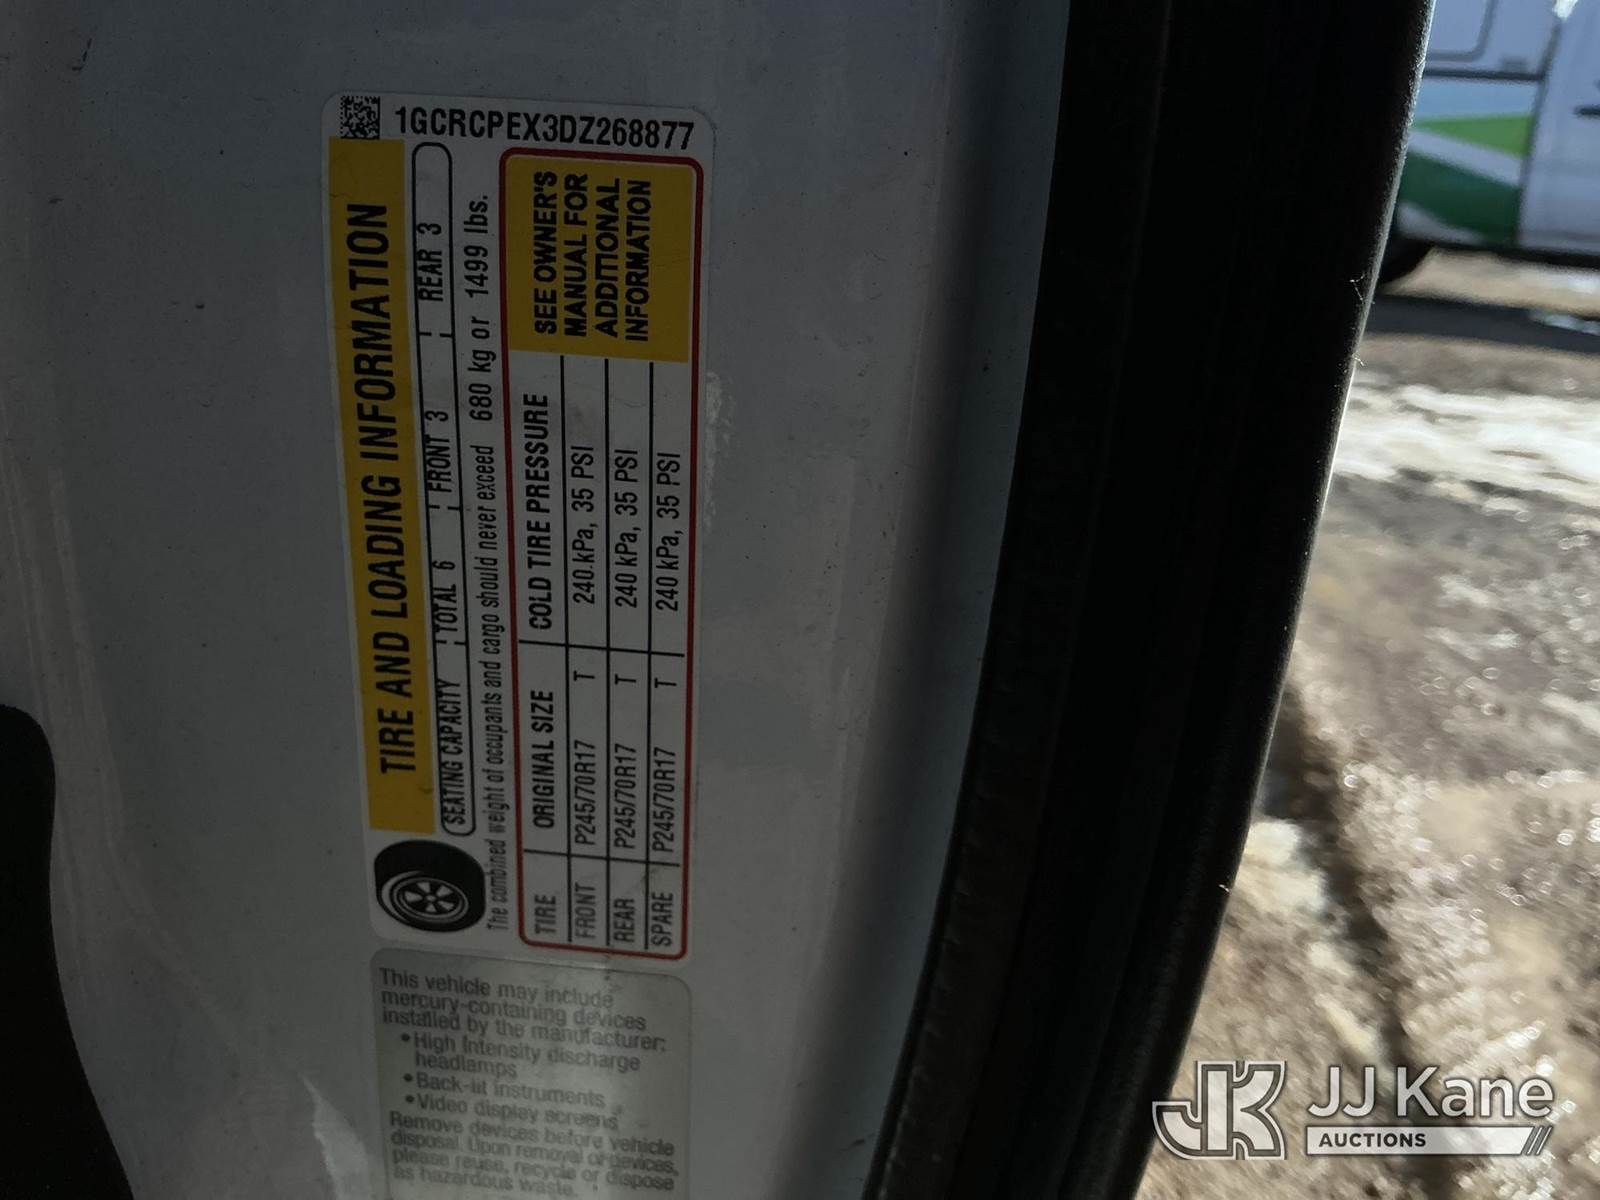 1GCRCPEX3DZ268877
TIRE AND LOADING INFORMATION
SEATING CAPACITY TOTAL 6 FRONT 3 REAR 3
The combined weight of occupants and cargo should never exceed 680 kg or 1499 lbs.
TIRE ORIGINAL SIZE COLD TIRE PRESSURE
FRONT P245/70R17 T 240 kPa, 35 PSI
REAR P245/70R17 T 240 kPa, 35 PSI
SPARE P245/70R17 T 240 kPa, 35 PSI
SEE OWNER'S
MANUAL FOR
ADDITIONAL
INFORMATION
This vehicle may include
mercury-containing devices
installed by the manufacturer:
•High Intensity discharge
headlamps
•Back-lit instruments
•Video display screens
Remove devices before vehicle
disposal. Upon removal of devices,
please reuse, recycle or dispose
as hazardous waste.
JK JJ Kane
AUCTIONS